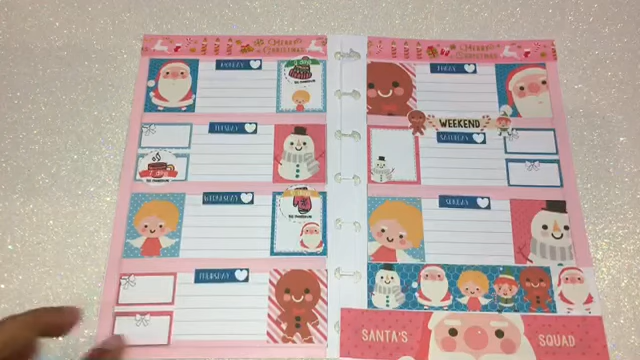 MERRY CHRISTMAS
MERRY CHRISTMAS
MONDAY
TUESDAY
WEDNESDAY
THURSDAY
FRIDAY
WEEKEND
SATURDAY
SUNDAY
SANTA'S SQUAD